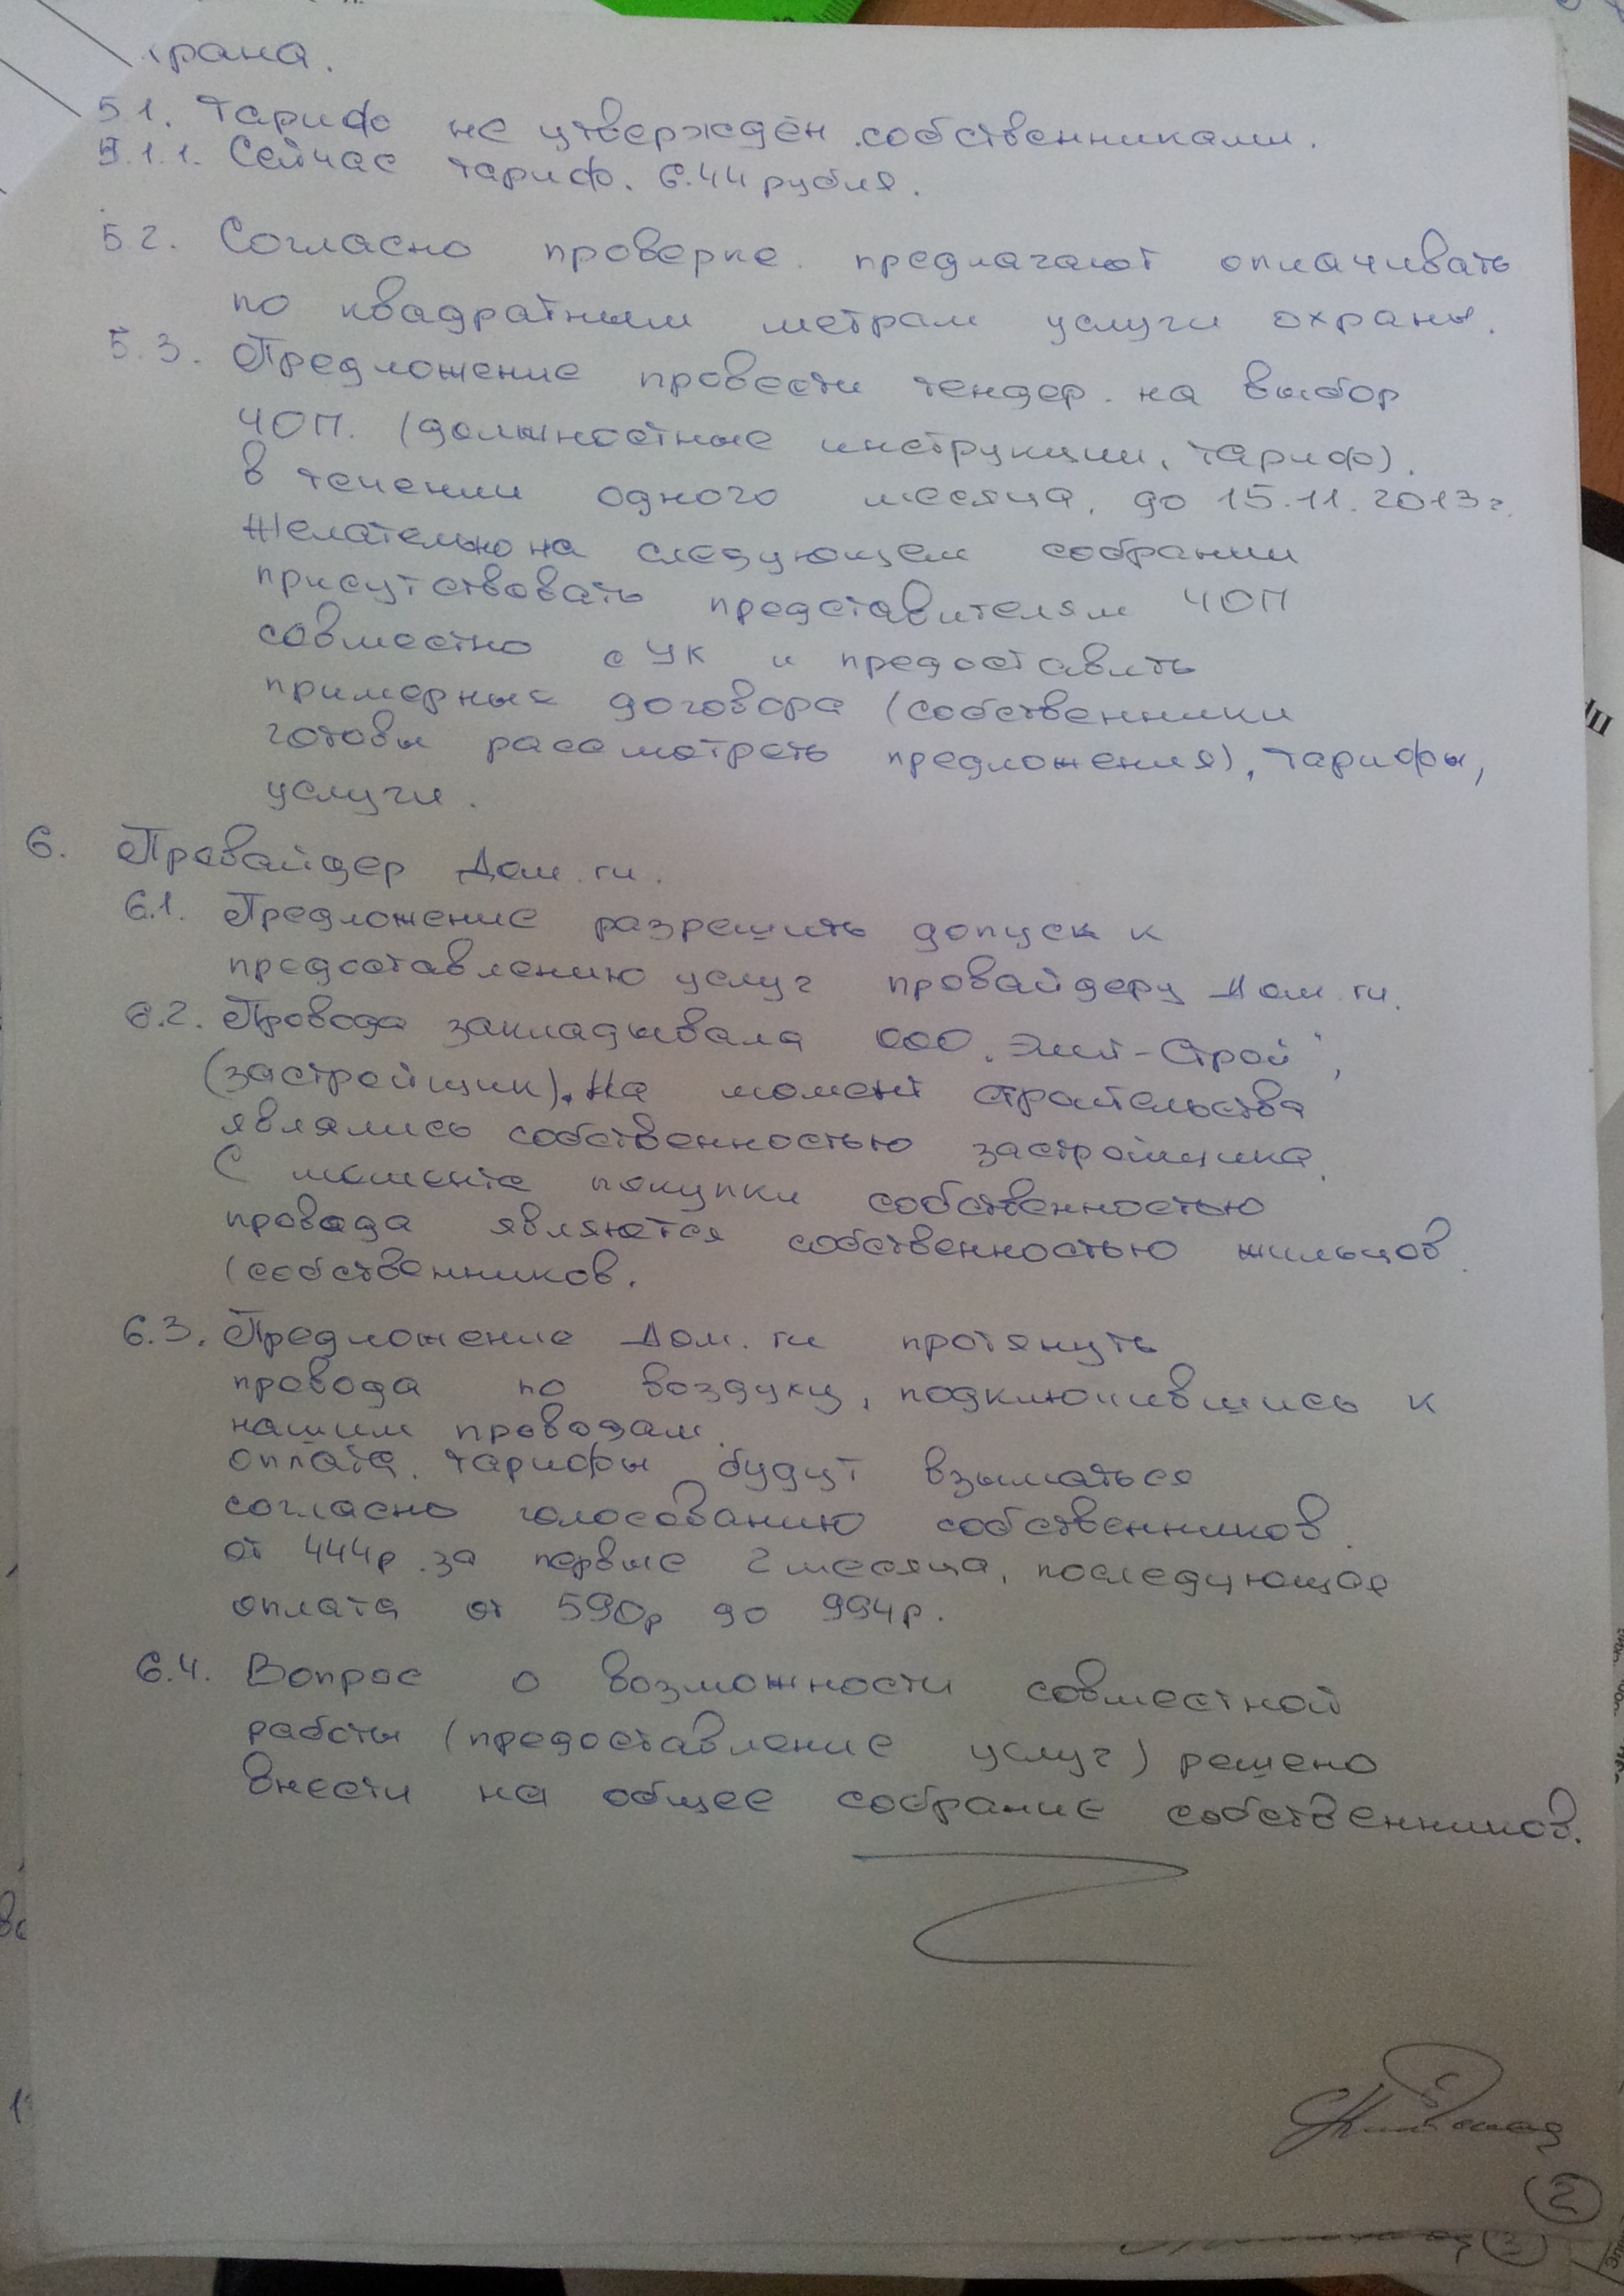 храна.
5.1. Тариф не утверждён собственниками.
5.1.1. Сейчас тариф. 6.44 рубля.
5.2. Согласно проверке предлагают оплачивать
по квадратным метрам услуги охраны.
5.3. Предложение провести тендер на выбор
ЧОП. (должностные инструкции, тариф).
в течении одного месяца, до 15.11.2013г.
Желательно на следующем собрании
присутствовать представителям ЧОП
совместно с УК и предоставить
примерные договора (собственники
готовы рассмотреть предложения), тарифы,
услуги.
6. Провайдер Дом.ru.
6.1. Предложение разрешить допуск к
предоставлению услуг провайдеру Дом.ru.
6.2. Провода закладывала ООО "Элит-Строй",
(застройщик). На момент строительства
являлись собственностью застройщика.
С момента покупки собственностью
провода являются собственностью жильцов
(собственников.
6.3. Предложение Дом.ru протянуть
провода по воздуху, подключившись к
нашим проводам.
оплата, тарифы будут взыматься
согласно голосованию собственников.
от 444р. за первые 2 месяца, последующая
оплата от 590р до 994р.
6.4. Вопрос о возможности совместной
работы (предоставление услуг) решено
внести на общее собрание собственников.
2
3